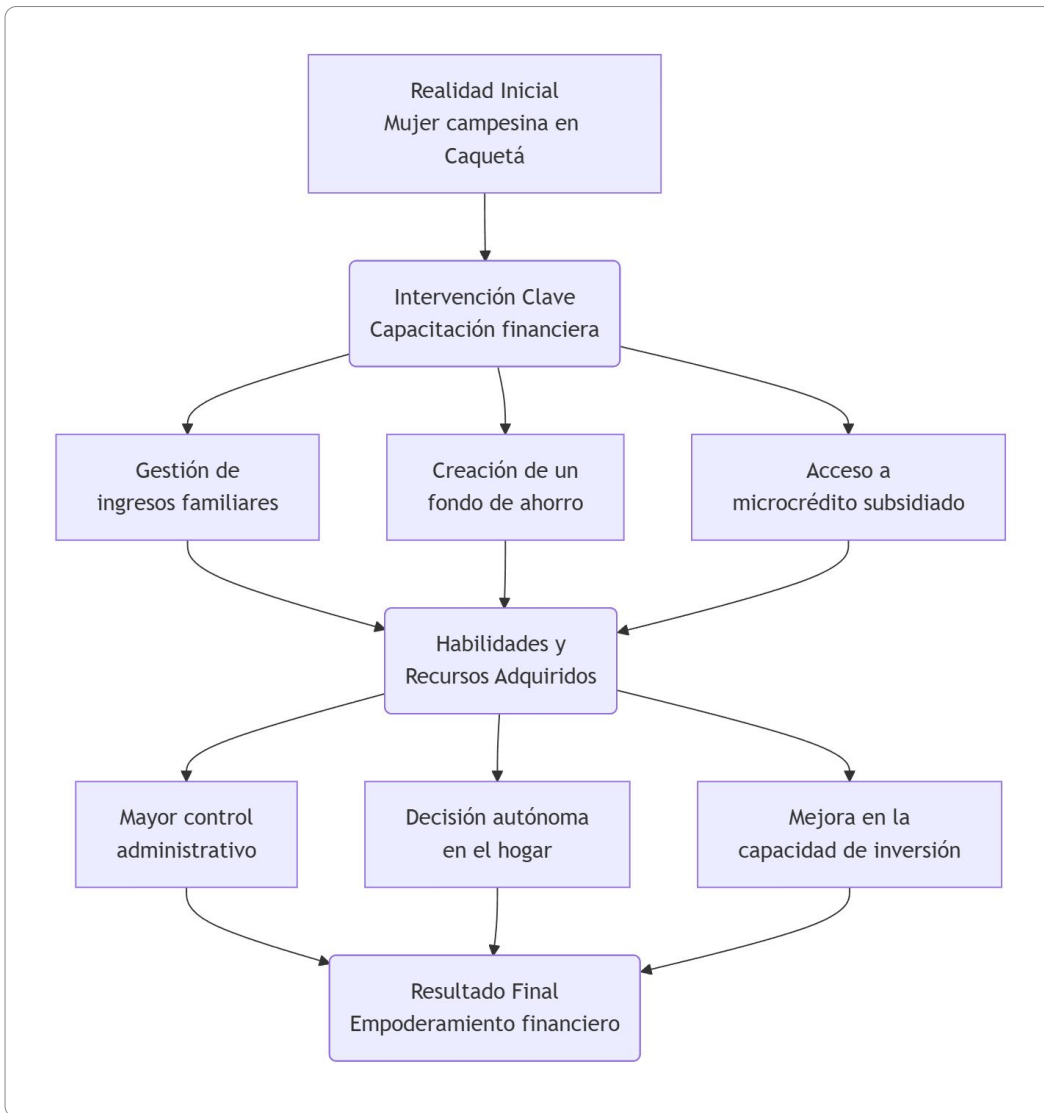 Realidad Inicial
Mujer campesina en
Caquetá
Intervención Clave
Capacitación financiera
Gestión de
ingresos familiares
Creación de un
fondo de ahorro
Acceso a
microcrédito subsidiado
Habilidades y
Recursos Adquiridos
Mayor control
administrativo
Decisión autónoma
en el hogar
Mejora en la
capacidad de inversión
Resultado Final
Empoderamiento financiero